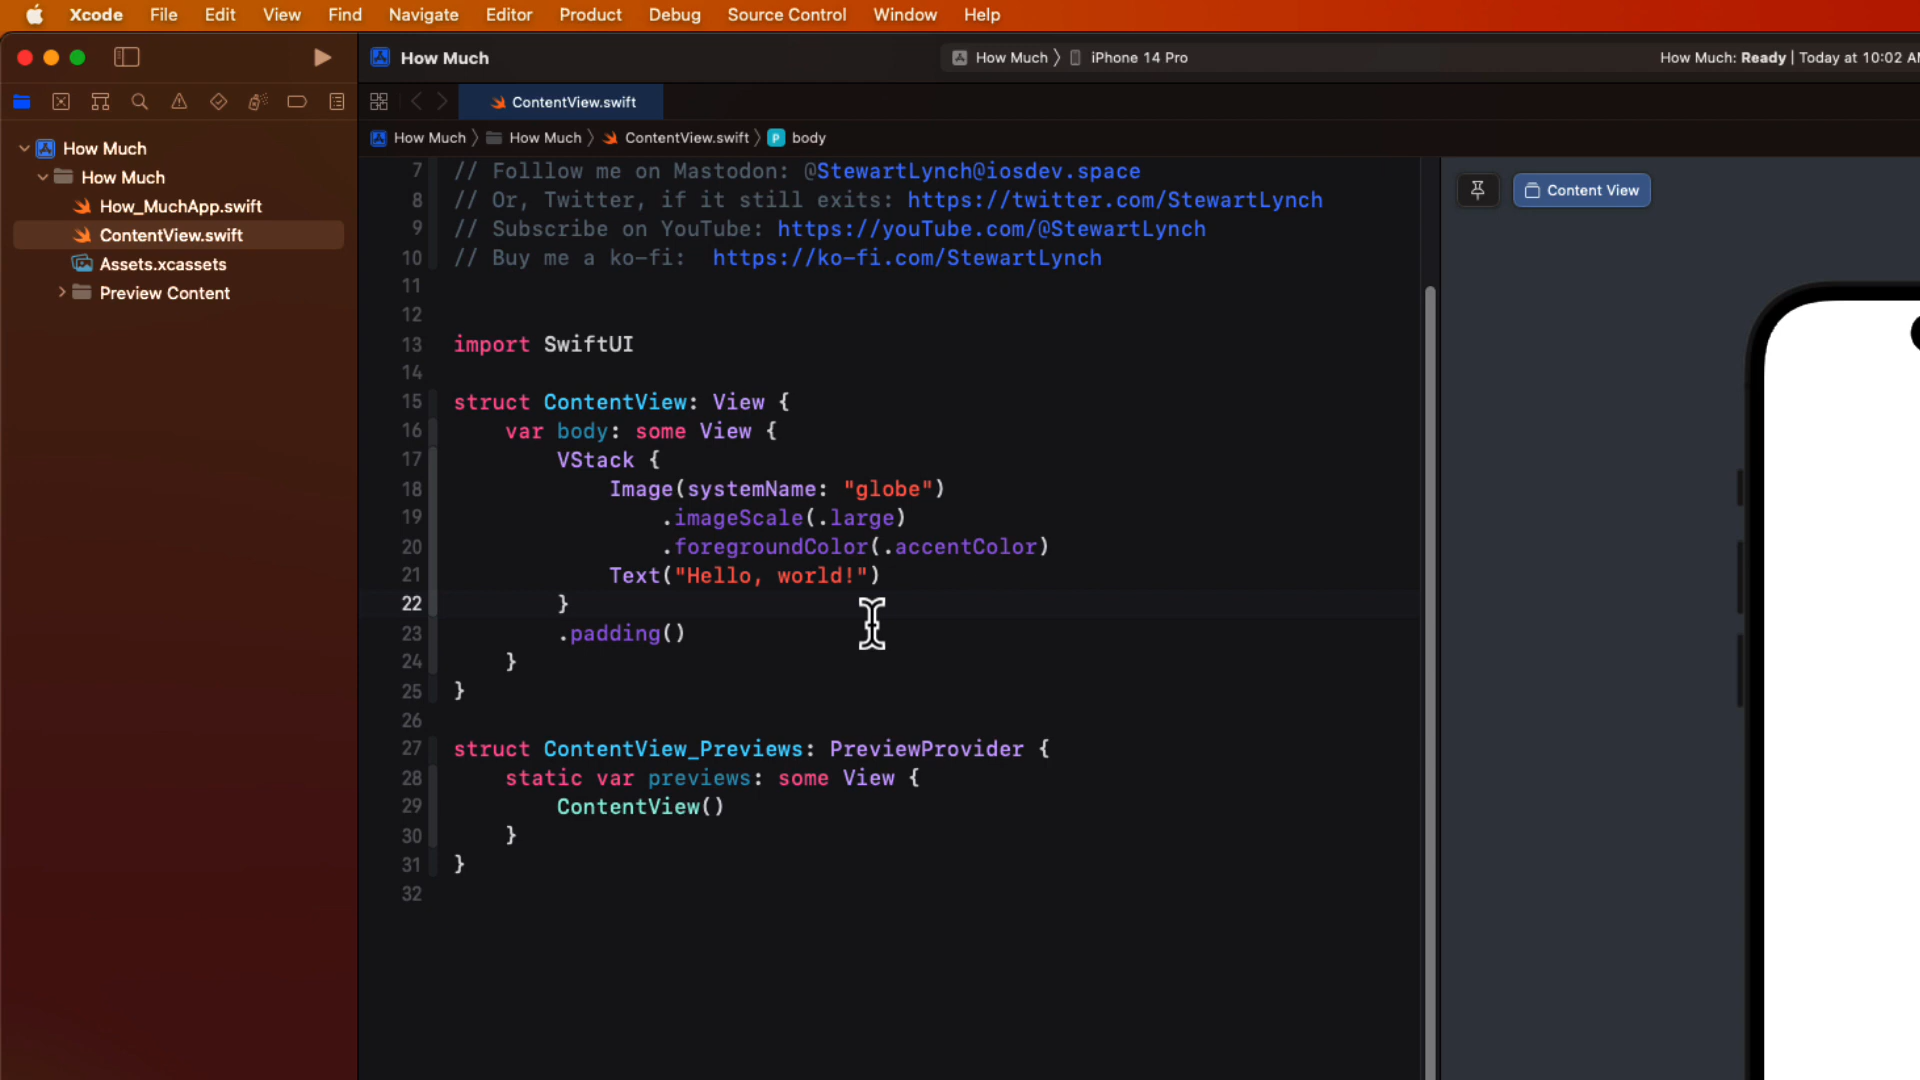 Xcode File Edit View Find Navigate Editor Product Debug Source Control Window Help
How Much
How Much 〉 iPhone 14 Pro
How Much: Ready | Today at 10:02 AM
ContentView.swift
How Much 〉 How Much 〉 ContentView.swift 〉 P body
How Much
How Much
How_MuchApp.swift
ContentView.swift
Assets.xcassets
Preview Content
7 // Folllow me on Mastodon: @StewartLynch@iosdev.space
8 // Or, Twitter, if it still exits: https://twitter.com/StewartLynch
9 // Subscribe on YouTube: https://youTube.com/@StewartLynch
10 // Buy me a ko-fi:  https://ko-fi.com/StewartLynch
11
12
13 import SwiftUI
14
15 struct ContentView: View {
16     var body: some View {
17         VStack {
18             Image(systemName: "globe")
19                 .imageScale(.large)
20                 .foregroundColor(.accentColor)
21             Text("Hello, world!")
22         }
23         .padding()
24     }
25 }
26
27 struct ContentView_Previews: PreviewProvider {
28     static var previews: some View {
29         ContentView()
30     }
31 }
32
Content View